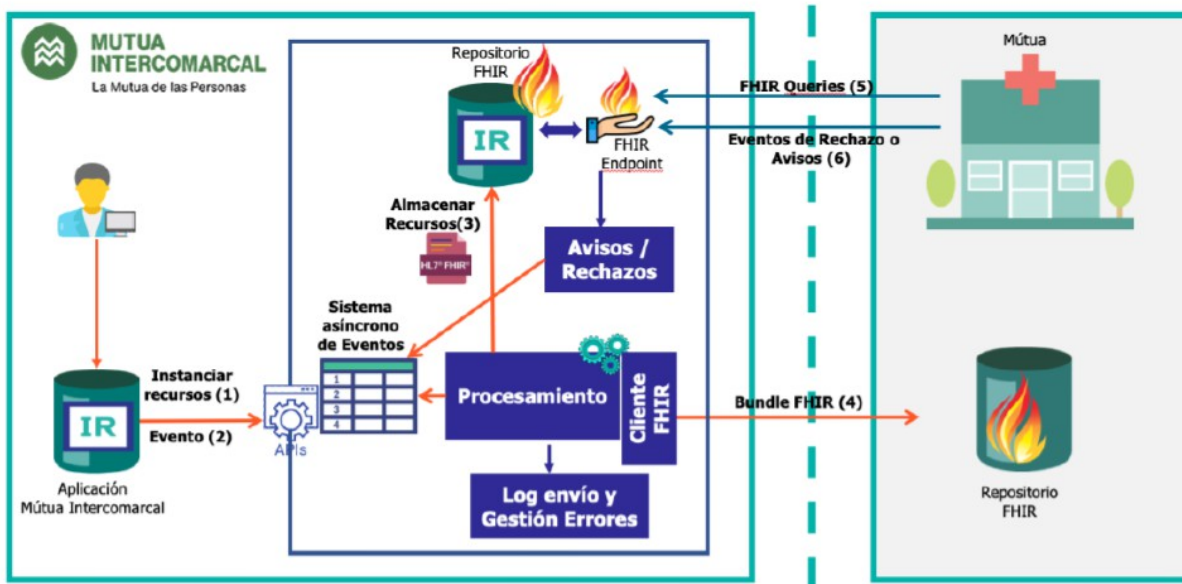 MUTUA
INTERCOMARCAL
La Mutua de las Personas
Repositorio
FHIR
IR
FHIR
Endpoint
Mútua
FHIR Queries (5)
Eventos de Rechazo o
Avisos (6)
Almacenar
Recursos(3)
HL7® FHIR®
Avisos /
Rechazos
Sistema
asíncrono
de Eventos
1
2
3
4
Instanciar
recursos (1)
Evento (2)
APIs
IR
Aplicación
Mútua Intercomarcal
Procesamiento
Cliente
FHIR
Bundle FHIR (4)
Log envío y
Gestión Errores
Repositorio
FHIR